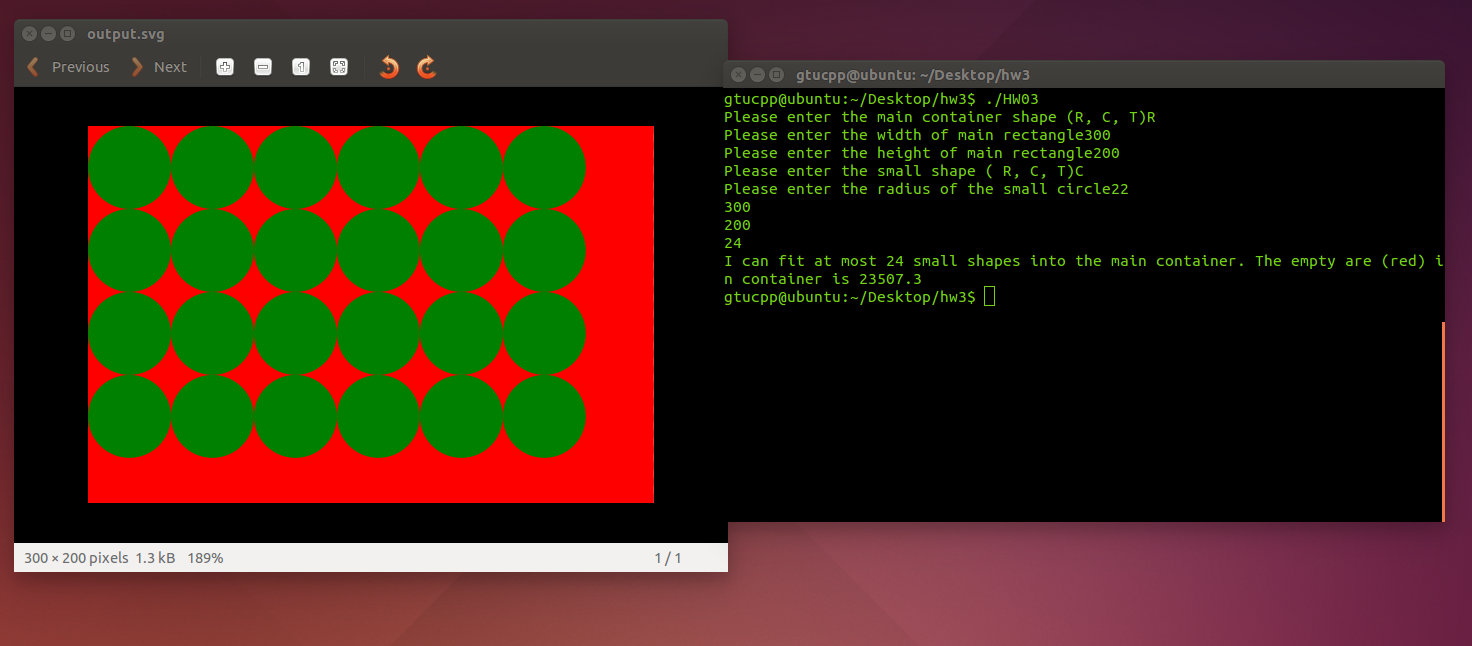 output.svg
Previous Next
300 × 200 pixels 1.3 kB 189% 1 / 1
gtucpp@ubuntu: ~/Desktop/hw3
gtucpp@ubuntu:~/Desktop/hw3$ ./HW03
Please enter the main container shape (R, C, T)R
Please enter the width of main rectangle300
Please enter the height of main rectangle200
Please enter the small shape ( R, C, T)C
Please enter the radius of the small circle22
300
200
24
I can fit at most 24 small shapes into the main container. The empty are (red) i
n container is 23507.3
gtucpp@ubuntu:~/Desktop/hw3$